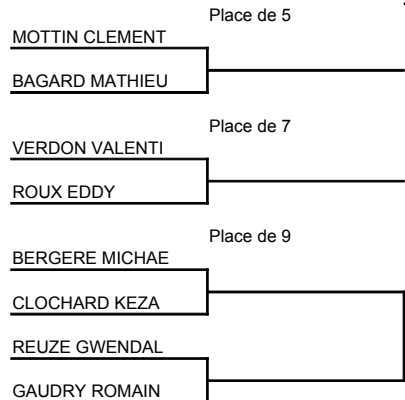 Place de 5
MOTTIN CLEMENT
BAGARD MATHIEU
Place de 7
VERDON VALENTI
ROUX EDDY
Place de 9
BERGERE MICHAE
CLOCHARD KEZA
REUZE GWENDAL
GAUDRY ROMAIN